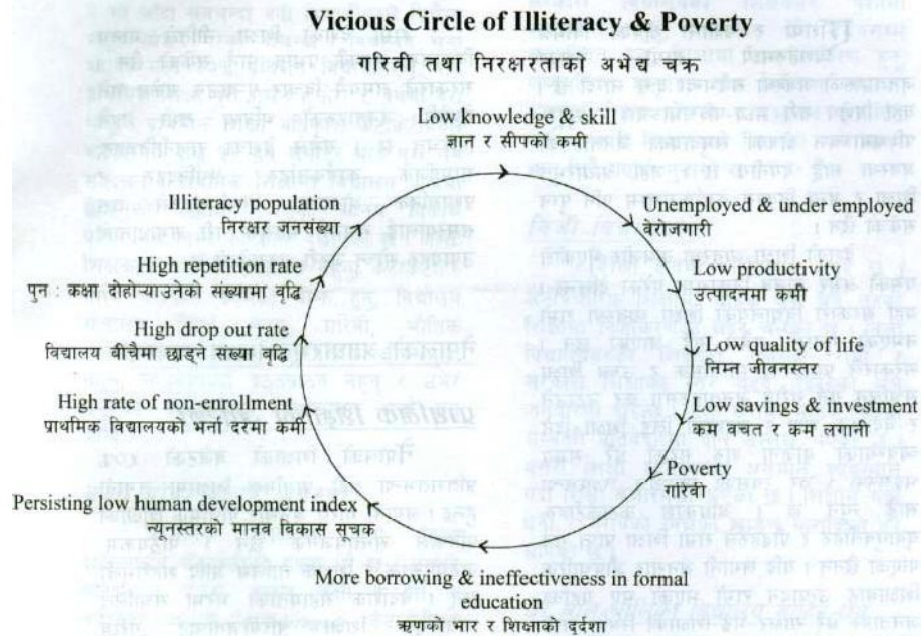 Vicious Circle of Illiteracy & Poverty
गरिवी तथा निरक्षरताको अभेद्य चक्र
Low knowledge & skill
ज्ञान र सीपको कमी
Unumployed & under employed
वेरोजगारी
Low productivity
उत्पादनमा कमी
Low quality of life
निम्न जीवनस्तर
Low savings & investment
कम वचत र कम लगानी
Poverty
गरिवी
More borrowing & ineffectiveness in formal
education
ऋणको भार र शिक्षाको दुर्दशा
Persisting low human development index
न्यूनस्तरको मानव विकास सूचक
High rate of non-enrollment
प्राथमिक विद्यालयको भर्ना दरमा कमी
High drop out rate
विद्यालय बीचैमा छाड्ने संख्या वृद्धि
High repetition rate
पुन : कक्षा दोहोर्‍याउनेको संख्यामा वृद्धि
Illiteracy population
निरक्षर जनसंख्या